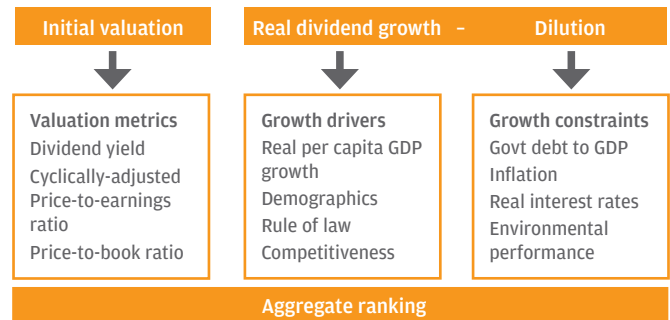 Initial valuation
Real dividend growth – Dilution
Valuation metrics
Dividend yield
Cyclically-adjusted
Price-to-earnings
ratio
Price-to-book ratio
Growth drivers
Real per capita GDP
growth
Demographics
Rule of law
Competitiveness
Growth constraints
Govt debt to GDP
Inflation
Real interest rates
Environmental
performance
Aggregate ranking